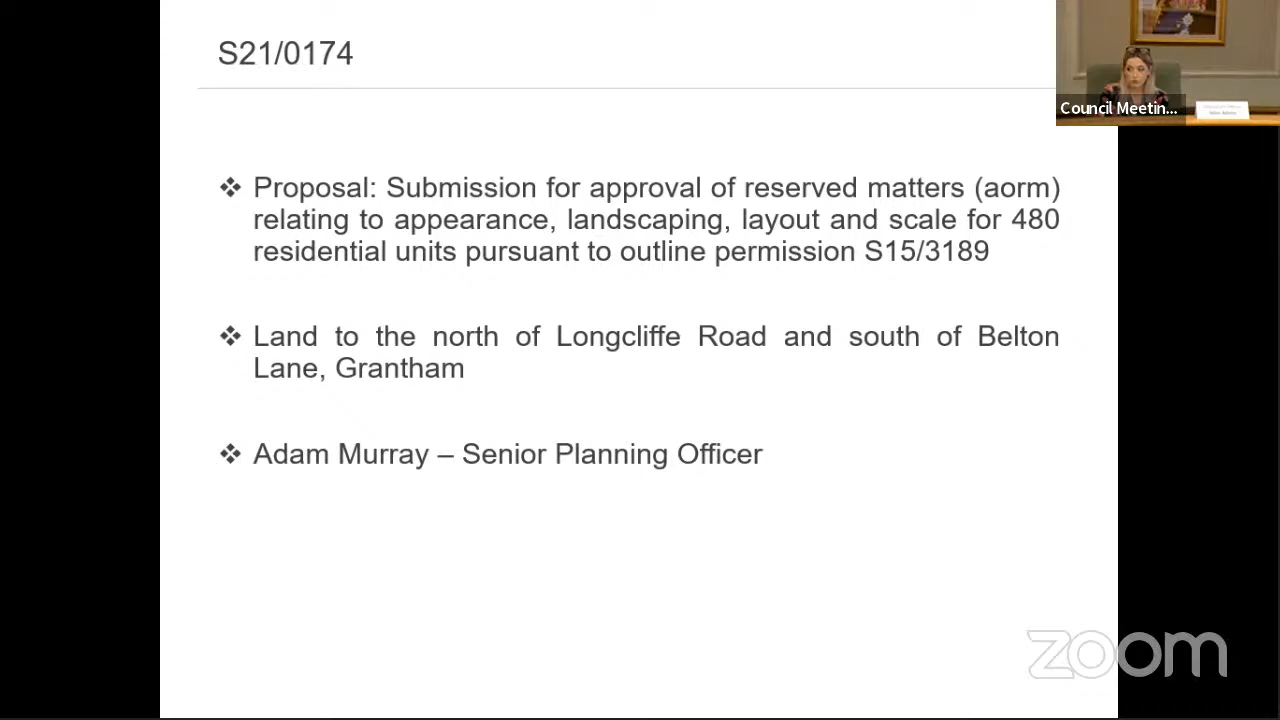 S21/0174
Council Meetin...
❖ Proposal: Submission for approval of reserved matters (aorm)
relating to appearance, landscaping, layout and scale for 480
residential units pursuant to outline permission S15/3189
❖ Land to the north of Longcliffe Road and south of Belton
Lane, Grantham
❖ Adam Murray – Senior Planning Officer
zoom